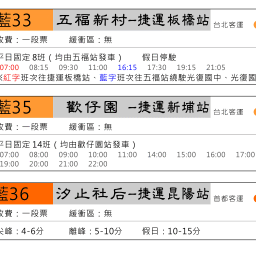 藍33 五福新村--捷運板橋站 台北客運
收費：一段票 緩衝區：無
平日固定8班 ( 均由五福站發車 ) 假日停駛
07:00 08:15 09:30 11:00 16:15 17:30 19:15 21:05
紅字班次往捷運板橋站、藍字班次往五福站繞駛光復國中、光復國
藍35 歡仔園--捷運新埔站 台北客運
收費：一段票 緩衝區：無
平日固定14班 ( 均由歡仔園站發車 )
07:00 08:00 09:00 10:00 11:00 14:00 15:00 16:00 17:00
19:00 20:00 21:00 22:00
藍36 汐止社后--捷運昆陽站 首都客運
收費：一段票 緩衝區：無
尖峰：4-6分 離峰：5-10分 假日：10-15分